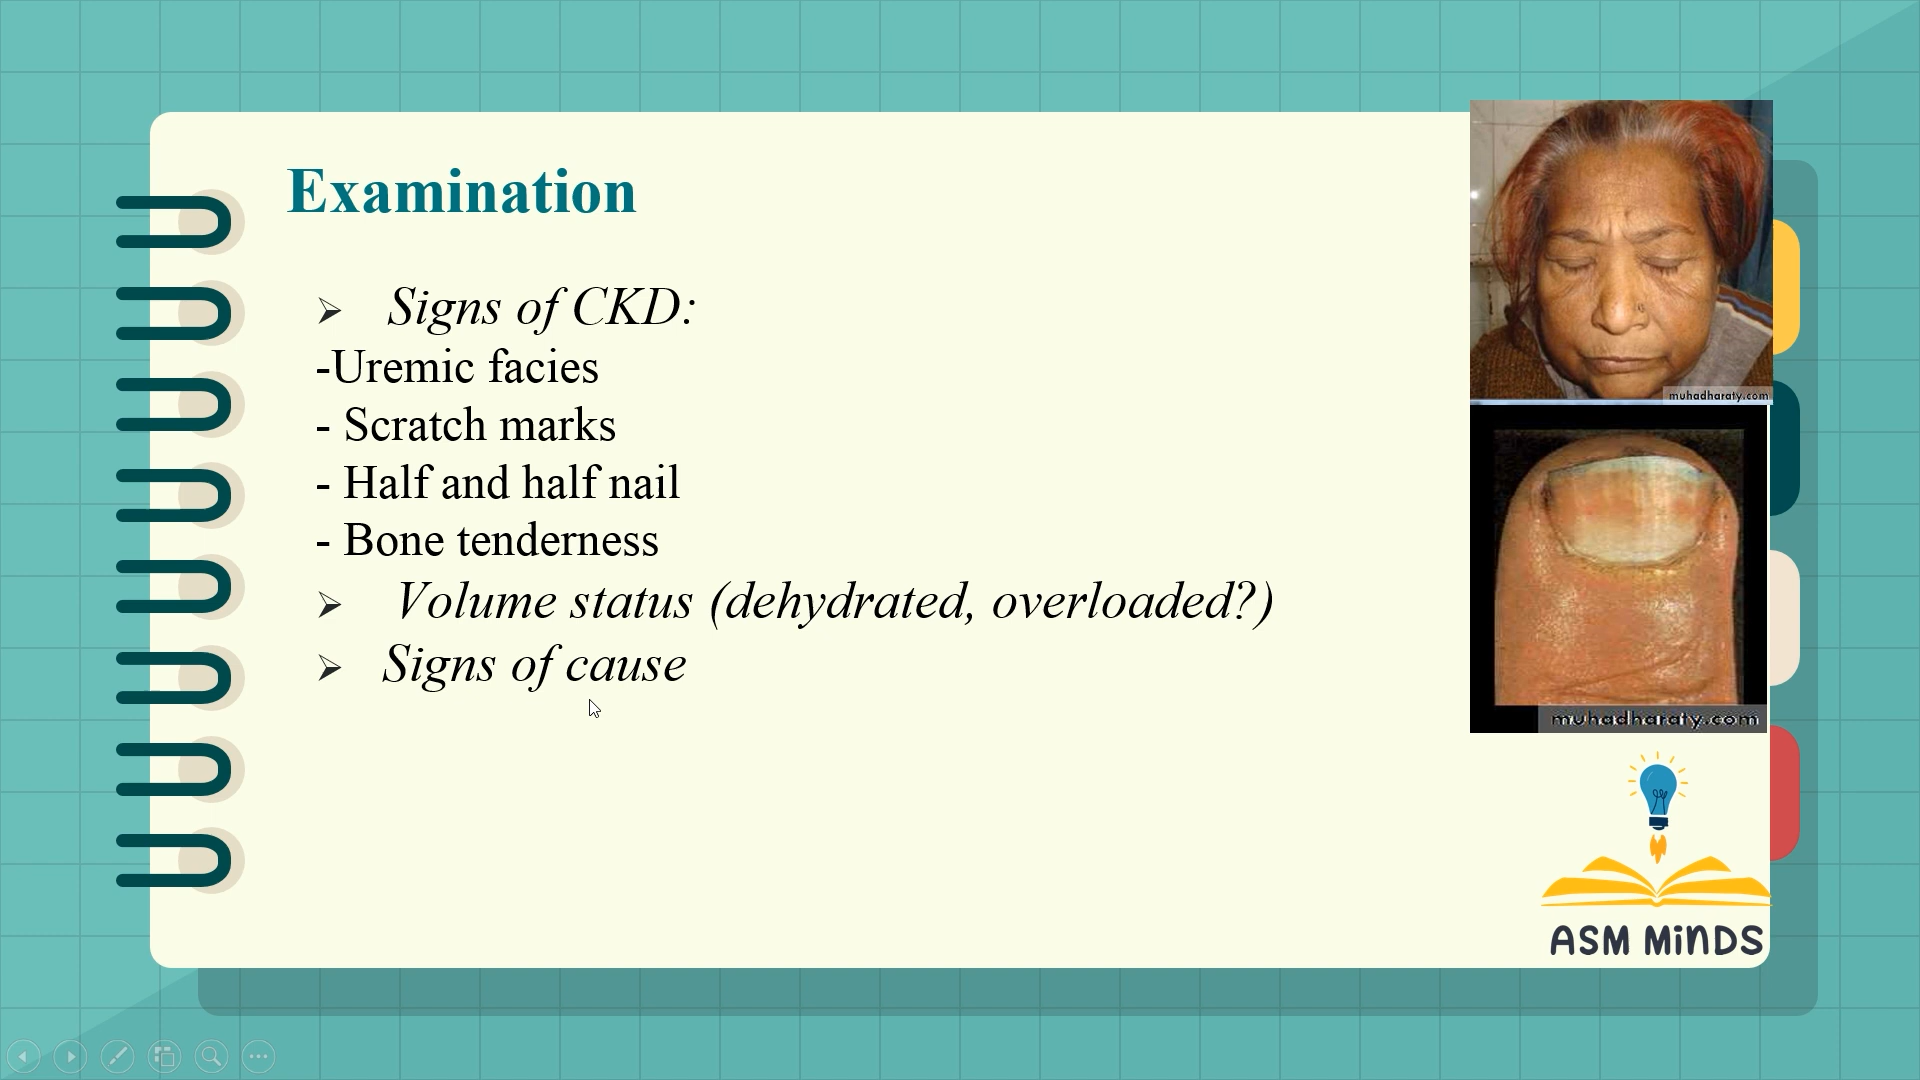 Examination
➢ Signs of CKD:
-Uremic facies
- Scratch marks
- Half and half nail
- Bone tenderness
➢ Volume status (dehydrated, overloaded?)
➢ Signs of cause
muhadharaty.com
muhadharaty.com
ASM MiNDS